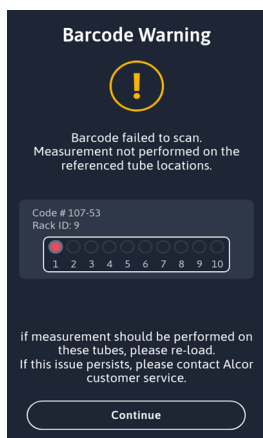 Barcode Warning
!
Barcode failed to scan.
Measurement not performed on the
referenced tube locations.
Code # 107-53
Rack ID: 9
1 2 3 4 5 6 7 8 9 10
if measurement should be performed on
these tubes, please re-load.
If this issue persists, please contact Alcor
customer service.
Continue